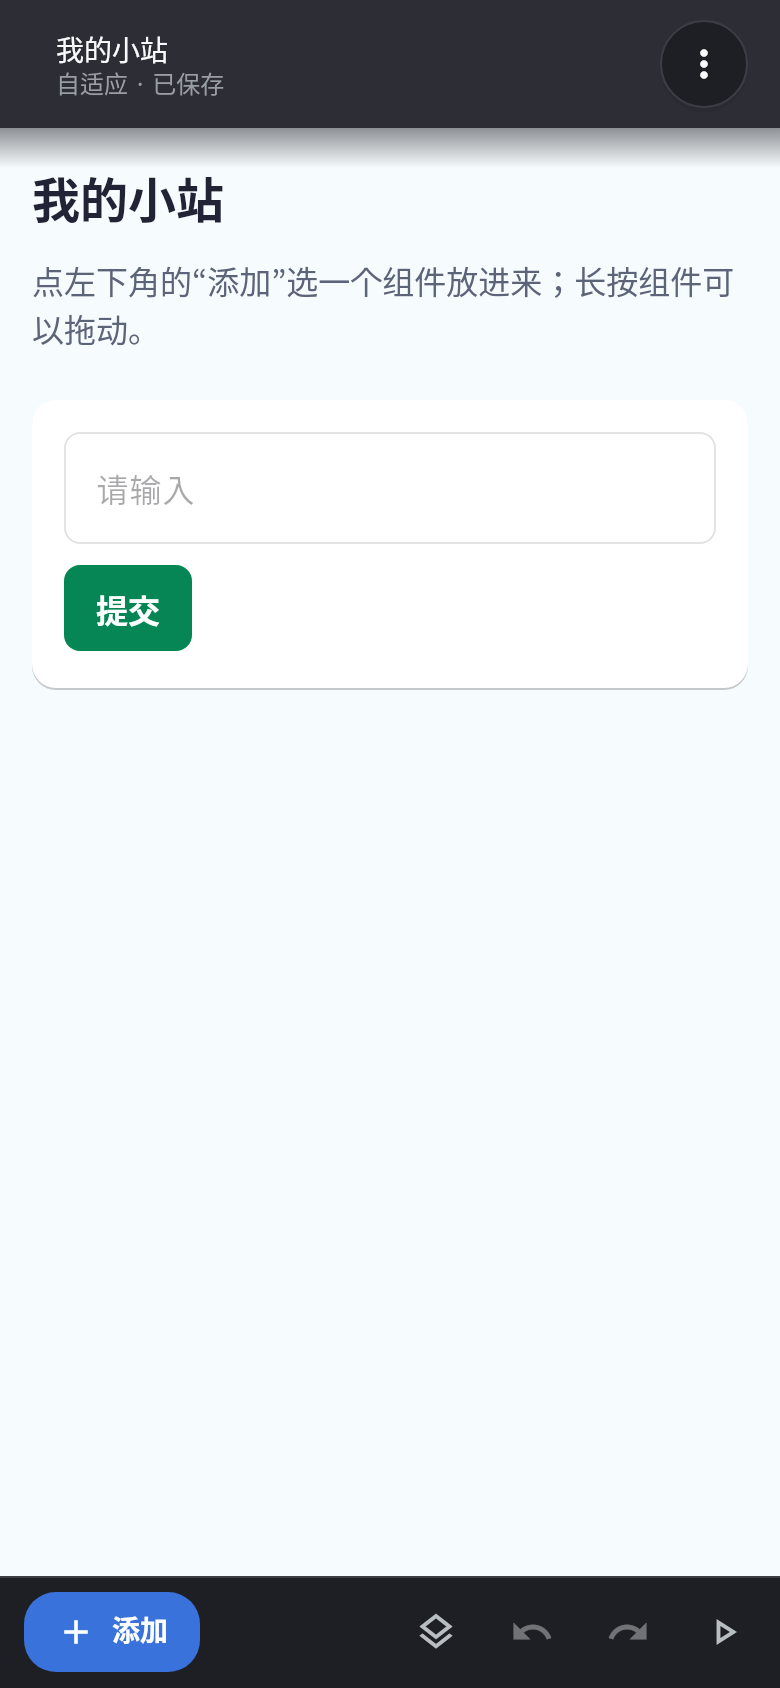 我的小站
自适应 · 已保存
我的小站
点左下角的“添加”选一个组件放进来；长按组件可
以拖动。
请输入
提交
添加